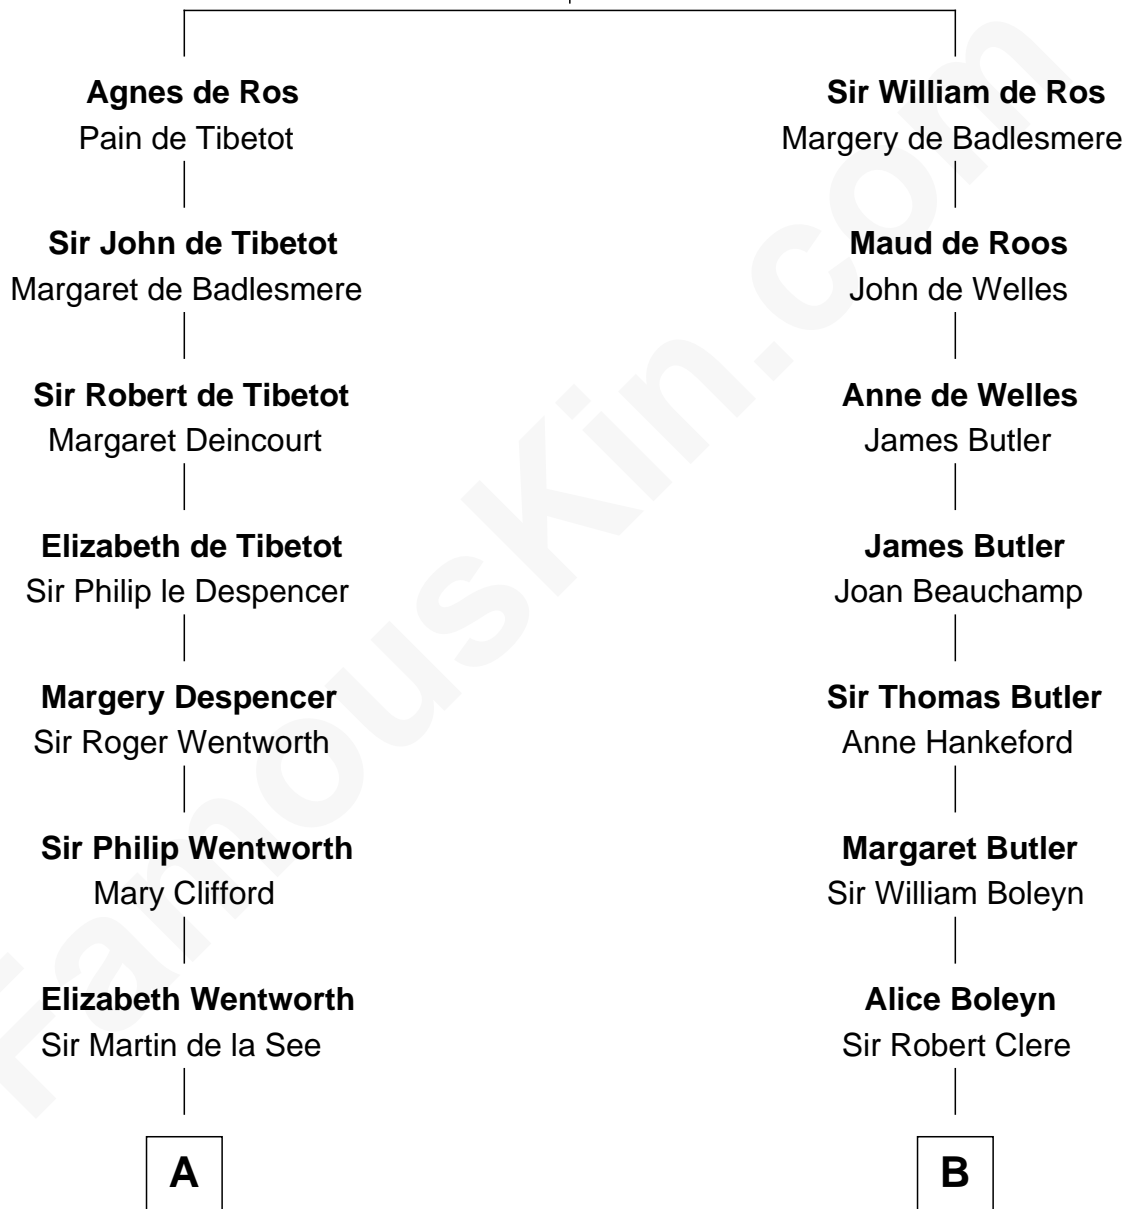 Agnes de Ros
Pain de Tibetot
Sir John de Tibetot
Margaret de Badlesmere
Sir Robert de Tibetot
Margaret Deincourt
Elizabeth de Tibetot
Sir Philip le Despencer
Margery Despencer
Sir Roger Wentworth
Sir Philip Wentworth
Mary Clifford
Elizabeth Wentworth
Sir Martin de la See
A
Sir William de Ros
Margery de Badlesmere
Maud de Roos
John de Welles
Anne de Welles
James Butler
James Butler
Joan Beauchamp
Sir Thomas Butler
Anne Hankeford
Margaret Butler
Sir William Boleyn
Alice Boleyn
Sir Robert Clere
B
FamousKin.com